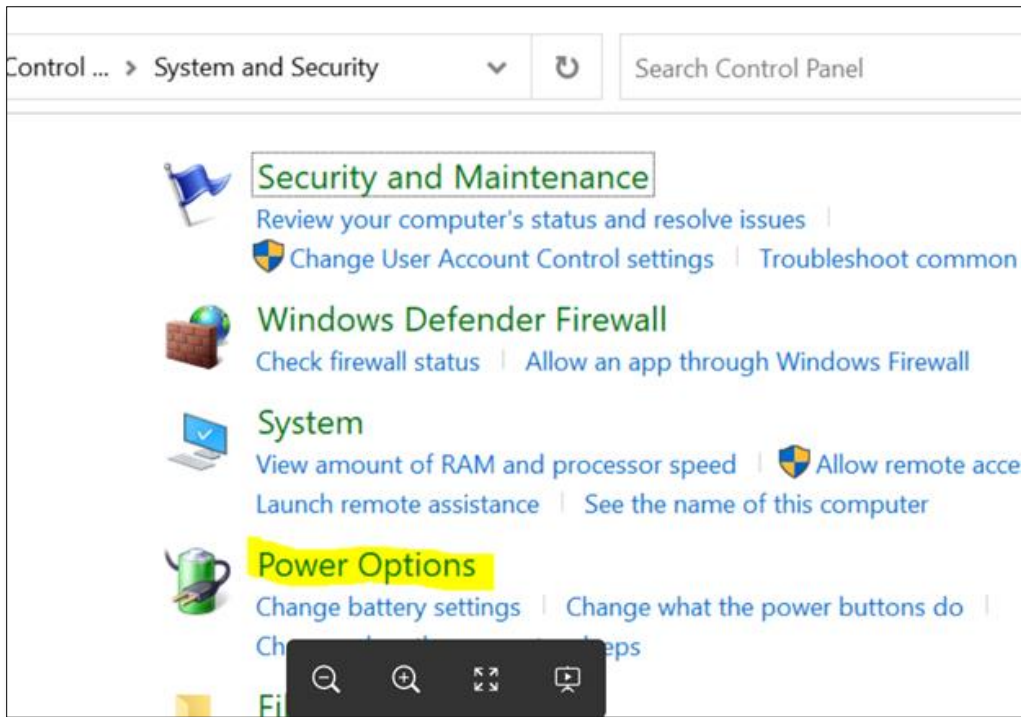 Control ... > System and Security Search Control Panel
Security and Maintenance
Review your computer's status and resolve issues
Change User Account Control settings | Troubleshoot common
Windows Defender Firewall
Check firewall status | Allow an app through Windows Firewall
System
View amount of RAM and processor speed | Allow remote acce
Launch remote assistance | See the name of this computer
Power Options
Change battery settings | Change what the power buttons do